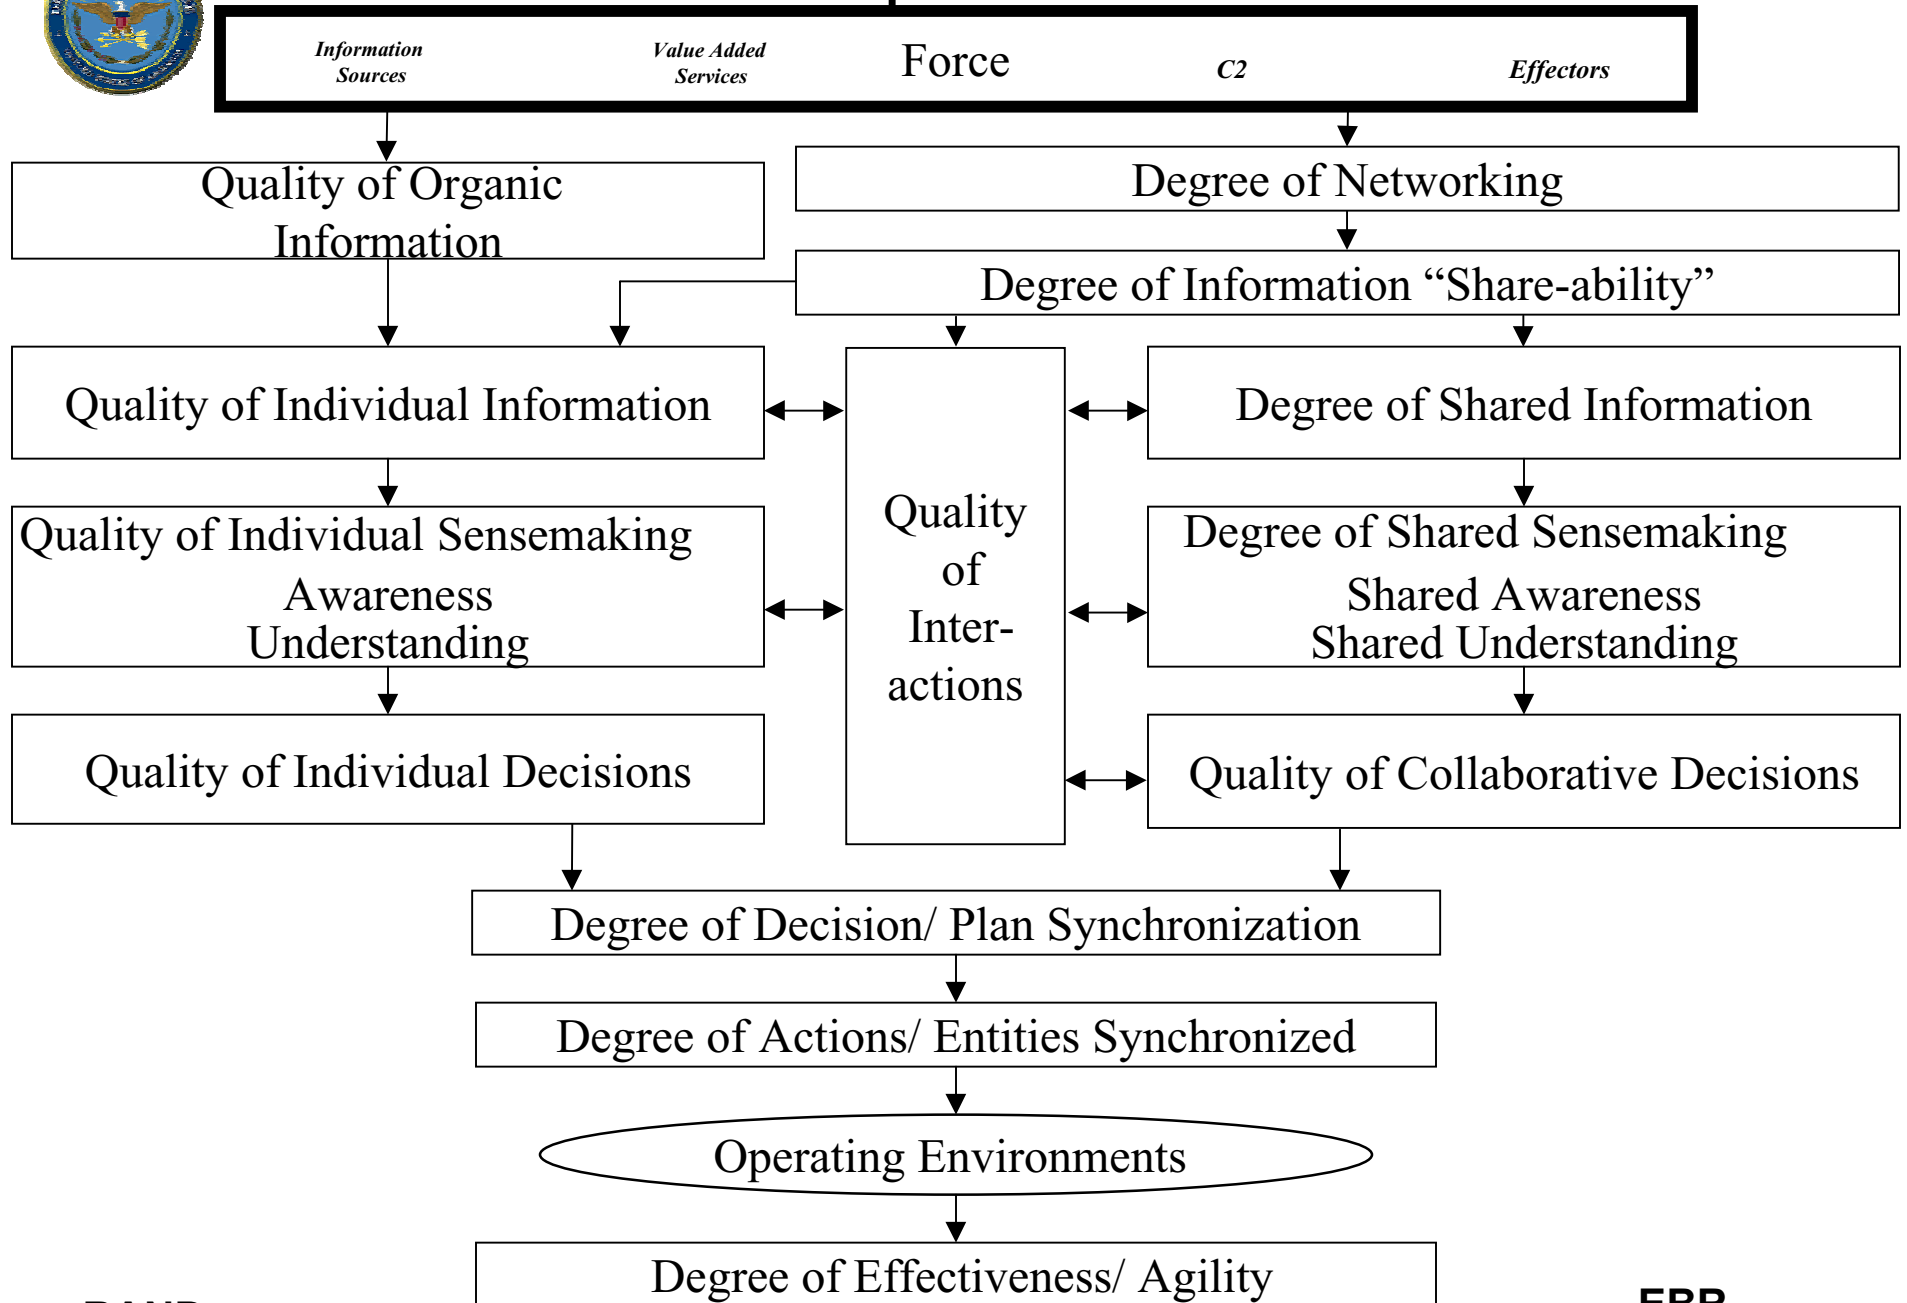 Information
Sources
Value Added
Services
Force
C2
Effectors
Quality of Organic
Information
Degree of Networking
Degree of Information “Share-ability”
Quality of Individual Information
Degree of Shared Information
Quality
of
Inter-
actions
Quality of Individual Sensemaking
Awareness
Understanding
Degree of Shared Sensemaking
Shared Awareness
Shared Understanding
Quality of Individual Decisions
Quality of Collaborative Decisions
Degree of Decision/ Plan Synchronization
Degree of Actions/ Entities Synchronized
Operating Environments
Degree of Effectiveness/ Agility